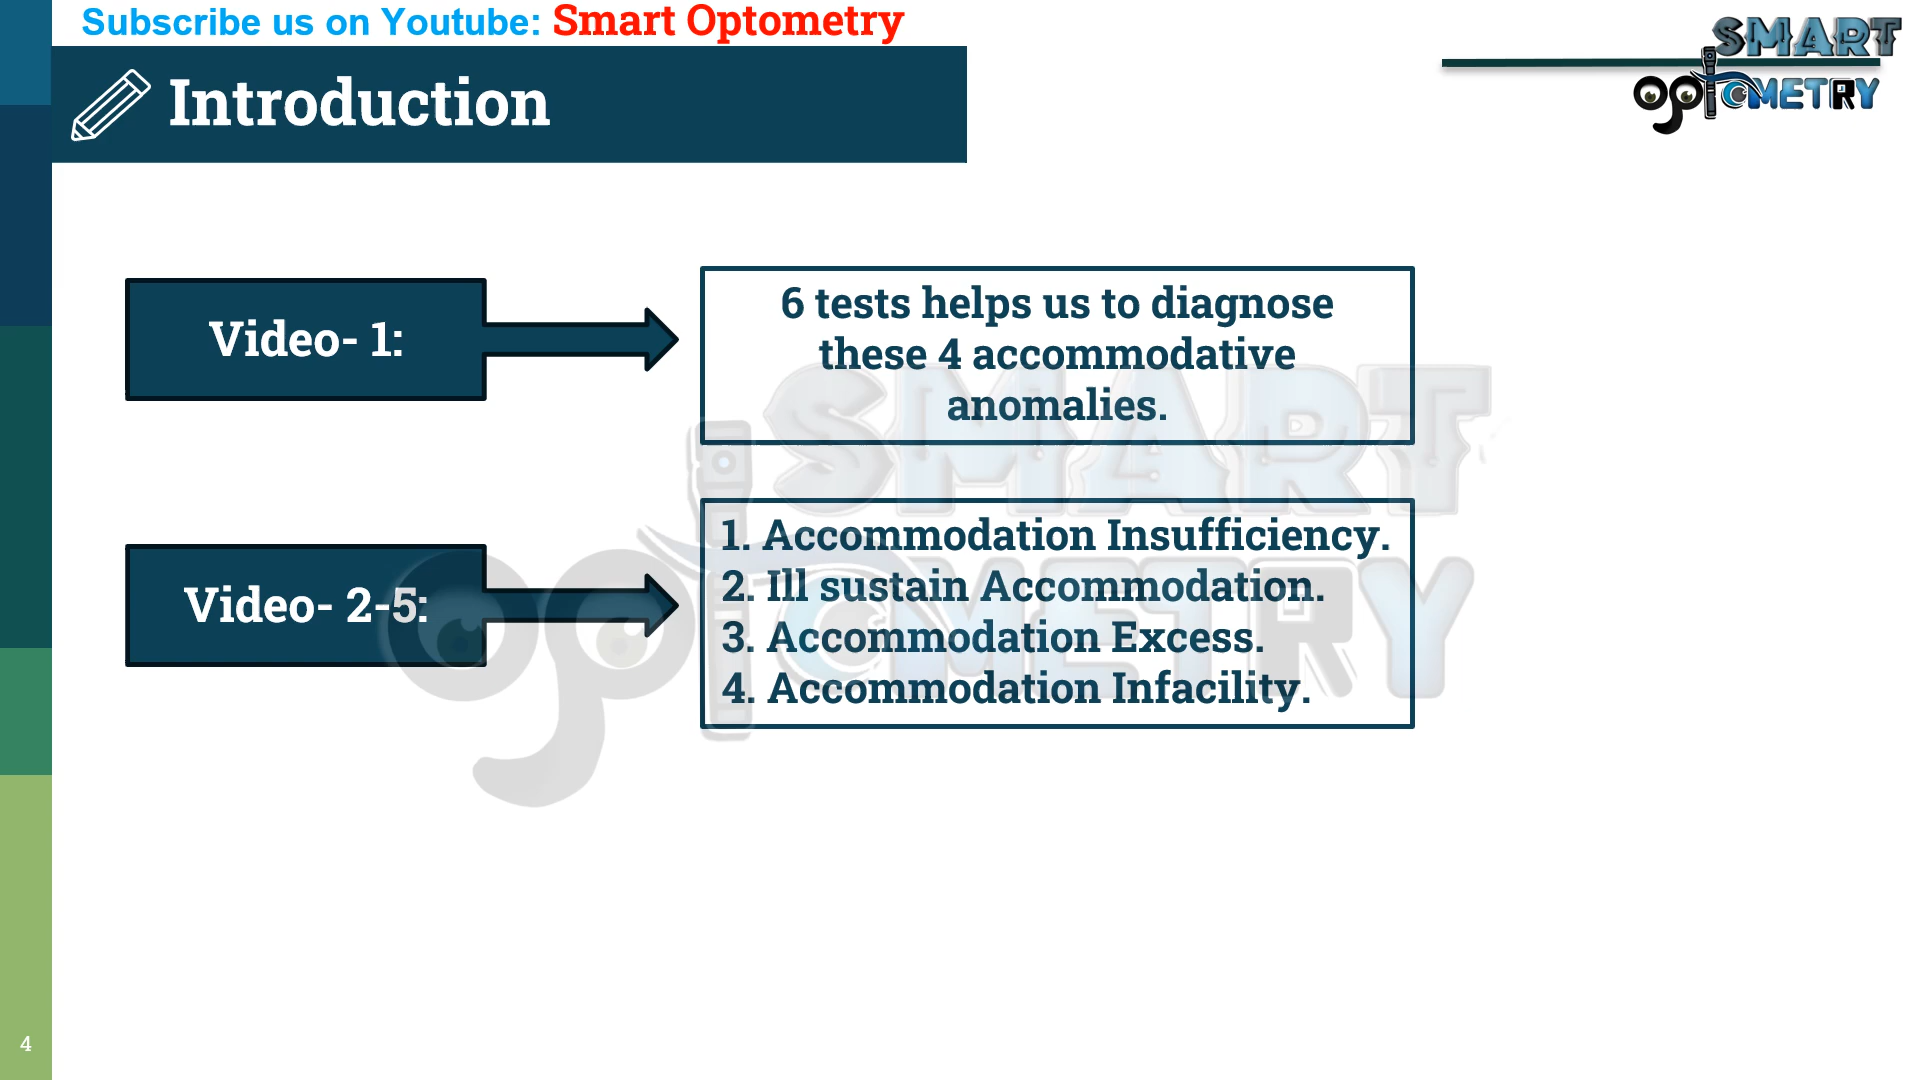 Subscribe us on Youtube: Smart Optometry
SMART
OptOMETRY
Introduction
Video- 1:
6 tests helps us to diagnose
these 4 accommodative
anomalies.
Video- 2-5:
1. Accommodation Insufficiency.
2. Ill sustain Accommodation.
3. Accommodation Excess.
4. Accommodation Infacility.
SMART
OptOMETRY
4